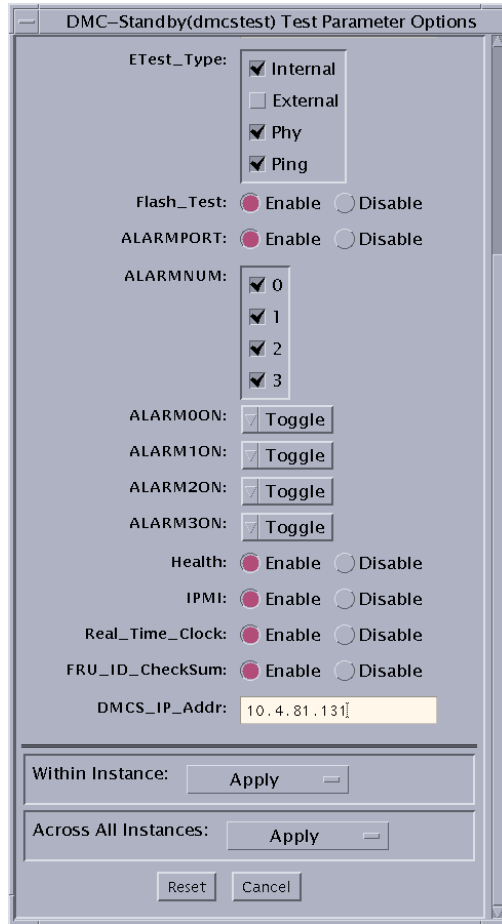 DMC-Standby(dmcstest) Test Parameter Options
ETest_Type:
Internal
External
Phy
Ping
Flash_Test: Enable Disable
ALARMPORT: Enable Disable
ALARMNUM:
0
1
2
3
ALARM0ON: Toggle
ALARM1ON: Toggle
ALARM2ON: Toggle
ALARM3ON: Toggle
Health: Enable Disable
IPMI: Enable Disable
Real_Time_Clock: Enable Disable
FRU_ID_CheckSum: Enable Disable
DMCS_IP_Addr: 10.4.81.131
Within Instance: Apply
Across All Instances: Apply
Reset Cancel